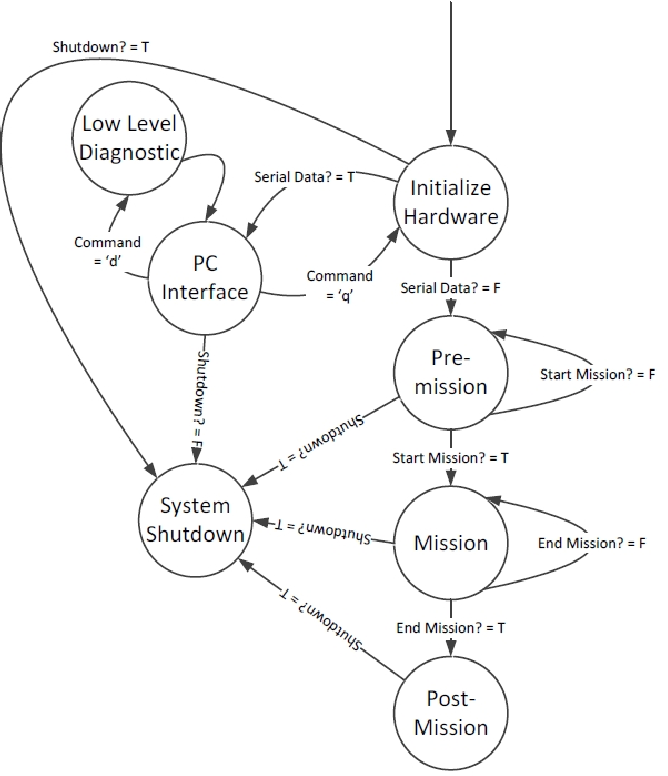 Shutdown? = T
Low Level
Diagnostic
Serial Data? = T
Initialize
Hardware
Command
= 'd'
PC
Interface
Command
= 'q'
Serial Data? = F
Shutdown? = F
Pre-
mission
Start Mission? = F
Shutdown? = T
Start Mission? = T
System
Shutdown
Shutdown? = T
Mission
End Mission? = F
Shutdown? = T
End Mission? = T
Post-
Mission